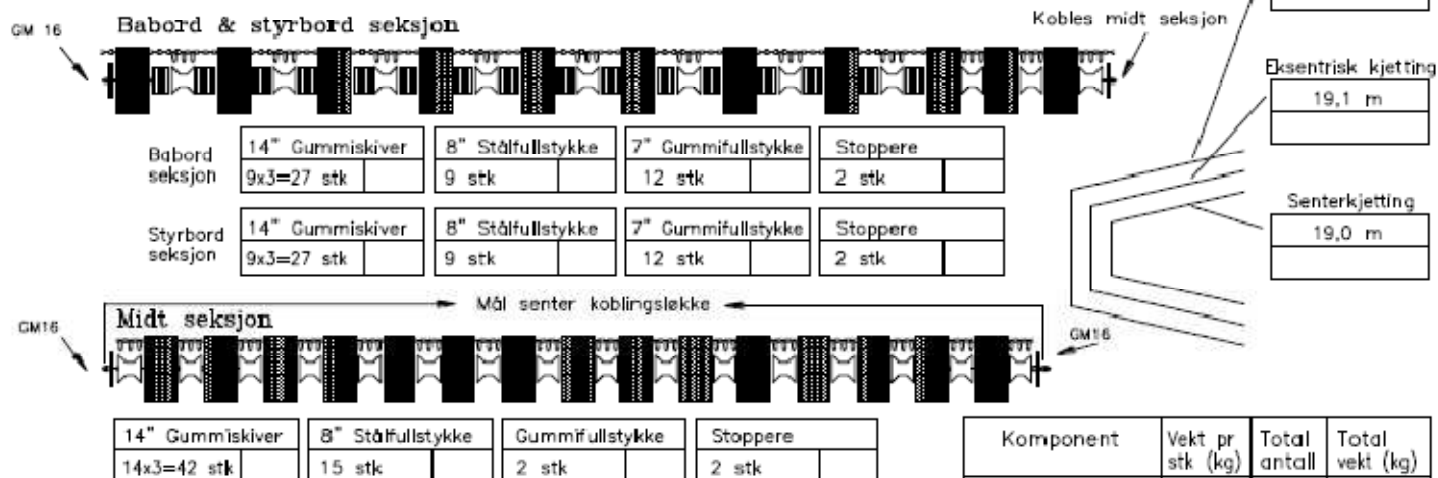 GM 16
Babord & styrbord seksjon
Kobles midt seksjon
Eksentrisk kjetting
19,1 m
Babord seksjon
14" Gummiskiver
8" Stålfullstykke
7" Gummifullstykke
Stoppere
9x3=27 stk
9 stk
12 stk
2 stk
Styrbord seksjon
14" Gummiskiver
8" Stålfullstykke
7" Gummifullstykke
Stoppere
9x3=27 stk
9 stk
12 stk
2 stk
Senterkjetting
19,0 m
Mål senter koblingsløkke
GM16
Midt seksjon
GM16
14" Gummiskiver
8" Stålfullstykke
Gummifullstykke
Stoppere
14x3=42 stk
15 stk
2 stk
2 stk
Komponent
Vekt pr stk (kg)
Total antall
Total vekt (kg)